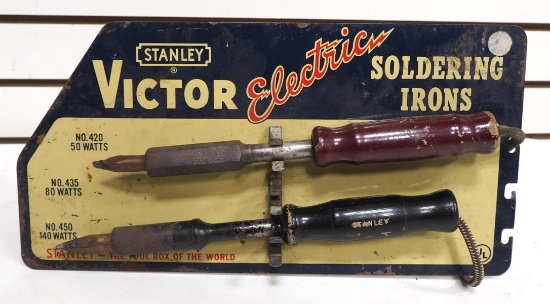 STANLEY
®
VICTOR Electric SOLDERING
IRONS
NO. 420
50 WATTS
NO. 435
80 WATTS
NO. 450
140 WATTS
STANLEY
STANLEY - THE TOOL BOX OF THE WORLD
UL